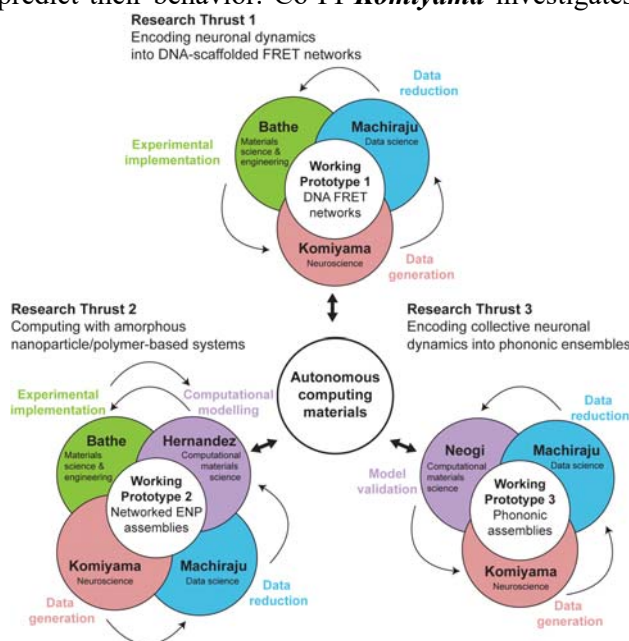 predict their behavior. Co-PI Komiyama investigates
Research Thrust 1
Encoding neuronal dynamics
into DNA-scaffolded FRET networks
Data
reduction
Bathe
Materials
science &
engineering
Machiraju
Data science
Experimental
implementation
Working
Prototype 1
DNA FRET
networks
Komiyama
Neuroscience
Data
generation
Research Thrust 2
Computing with amorphous
nanoparticle/polymer-based systems
Research Thrust 3
Encoding collective neuronal
dynamics into phononic ensembles
Autonomous
computing
materials
Experimental
implementation
Computational
modelling
Bathe
Materials
science &
engineering
Hernandez
Computational
materials
science
Working
Prototype 2
Networked ENP
assemblies
Komiyama
Neuroscience
Machiraju
Data science
Data
generation
Data
reduction
Data
reduction
Neogi
Computational
materials
science
Machiraju
Data science
Model
validation
Working
Prototype 3
Phononic
assemblies
Komiyama
Neuroscience
Data
generation